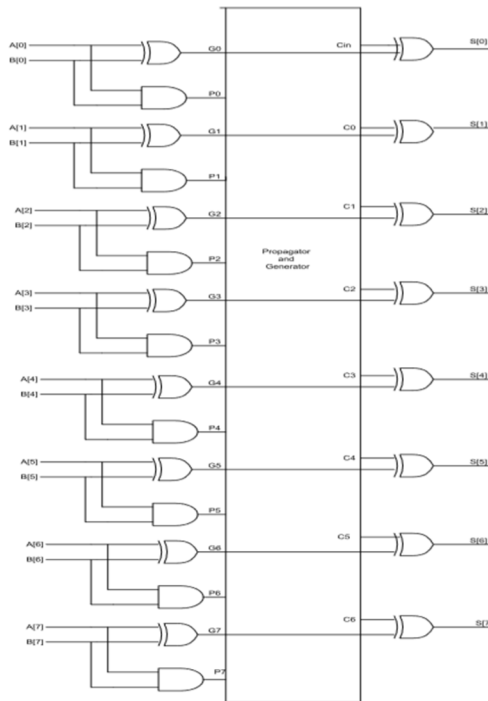 A[0]
B[0]
G0
Cin
S[0]
P0
A[1]
B[1]
G1
C0
S[1]
P1
A[2]
B[2]
G2
C1
S[2]
P2
Propagator
and
Generator
A[3]
B[3]
G3
C2
S[3]
P3
A[4]
B[4]
G4
C3
S[4]
P4
A[5]
B[5]
G5
C4
S[5]
P5
A[6]
B[6]
G6
C5
S[6]
P6
A[7]
B[7]
G7
C6
S[7]
P7